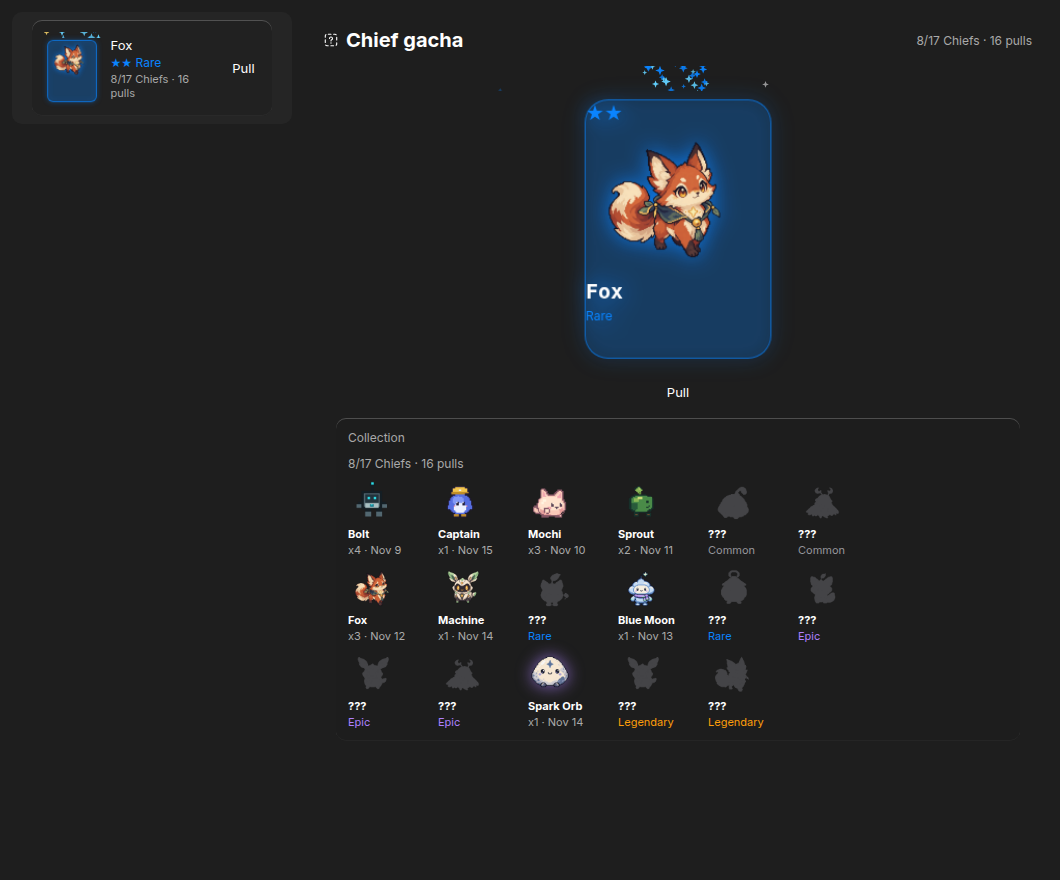 Fox
★★ Rare
8/17 Chiefs · 16
pulls
Pull
Chief gacha
8/17 Chiefs · 16 pulls
★★
Fox
Rare
Pull
Collection
8/17 Chiefs · 16 pulls
Bolt Captain Mochi Sprout ??? ???
x4 · Nov 9 x1 · Nov 15 x3 · Nov 10 x2 · Nov 11 Common Common
Fox Machine ??? Blue Moon ??? ???
x3 · Nov 12 x1 · Nov 14 Rare x1 · Nov 13 Rare Epic
??? ??? Spark Orb ??? ???
Epic Epic x1 · Nov 14 Legendary Legendary